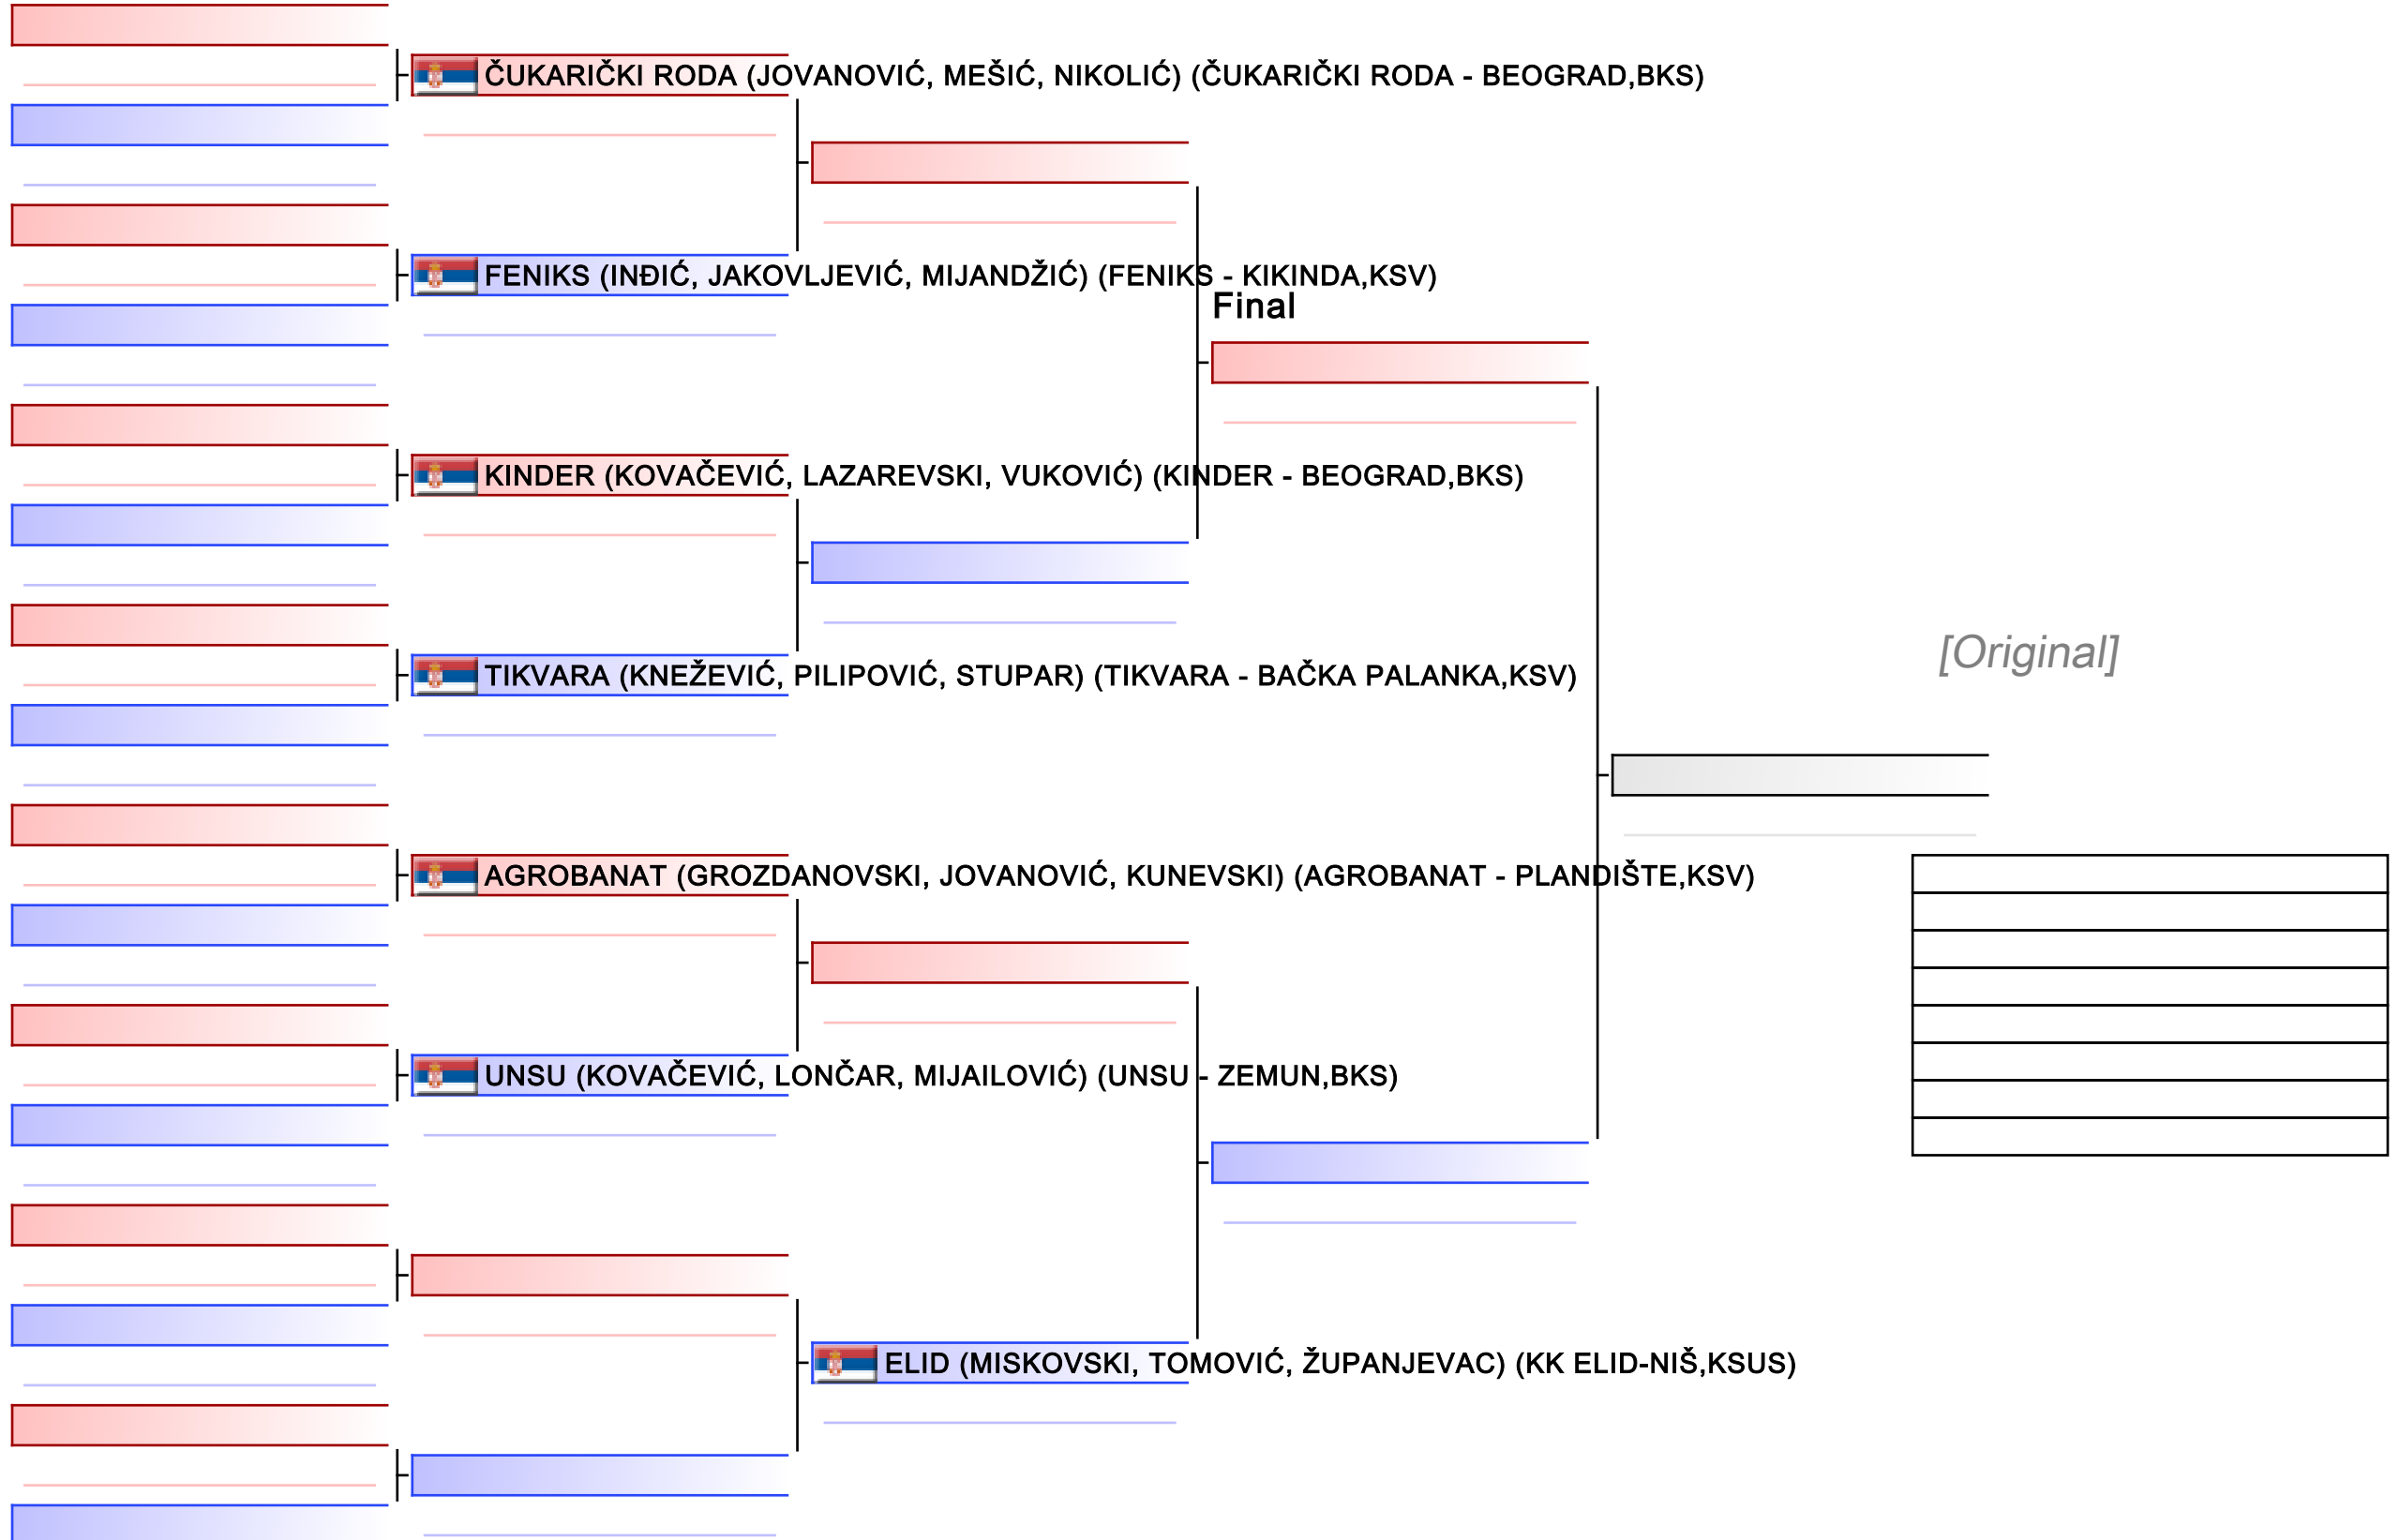 ČUKARIČKI RODA (JOVANOVIĆ, MEŠIĆ, NIKOLIĆ) (ČUKARIČKI RODA - BEOGRAD,BKS)
FENIKS (INĐIĆ, JAKOVLJEVIĆ, MIJANDŽIĆ) (FENIKS - KIKINDA,KSV)
Final
KINDER (KOVAČEVIĆ, LAZAREVSKI, VUKOVIĆ) (KINDER - BEOGRAD,BKS)
[Original]
TIKVARA (KNEŽEVIĆ, PILIPOVIĆ, STUPAR) (TIKVARA - BAČKA PALANKA,KSV)
AGROBANAT (GROZDANOVSKI, JOVANOVIĆ, KUNEVSKI) (AGROBANAT - PLANDIŠTE,KSV)
UNSU (KOVAČEVIĆ, LONČAR, MIJAILOVIĆ) (UNSU - ZEMUN,BKS)
ELID (MISKOVSKI, TOMOVIĆ, ŽUPANJEVAC) (KK ELID-NIŠ,KSUS)